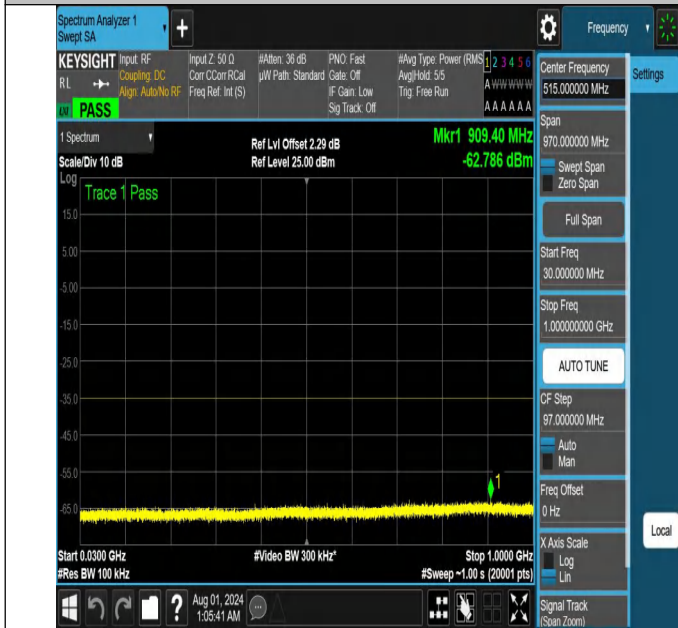 Spectrum Analyzer 1
Swept SA
+
Frequency
KEYSIGHT
RL
PASS
Input: RF
Coupling: DC
Align: Auto/No RF
Input Z: 50 Ω
Corr CCorr RCal
Freq Ref: Int (S)
#Atten: 36 dB
µW Path: Standard
PNO: Fast
Gate: Off
IF Gain: Low
Sig Track: Off
#Avg Type: Power (RMS
Avg|Hold: 5/5
Trig: Free Run
1 2 3 4 5 6
A W W W W W
A A A A A A
1 Spectrum
Scale/Div 10 dB
Ref Lvl Offset 2.29 dB
Ref Level 25.00 dBm
Mkr1 909.40 MHz
-62.786 dBm
Log
Trace 1 Pass
15.0
5.00
-5.00
-15.0
-25.0
-35.0
-45.0
-55.0
-65.0
1
Start 0.0300 GHz
#Res BW 100 kHz
#Video BW 300 kHz*
Stop 1.0000 GHz
#Sweep ~1.00 s (20001 pts)
Aug 01, 2024
1:05:41 AM
Center Frequency
515.000000 MHz
Span
970.000000 MHz
Swept Span
Zero Span
Full Span
Start Freq
30.000000 MHz
Stop Freq
1.000000000 GHz
AUTO TUNE
CF Step
97.000000 MHz
Auto
Man
Freq Offset
0 Hz
X Axis Scale
Log
Lin
Signal Track
(Span Zoom)
Settings
Local